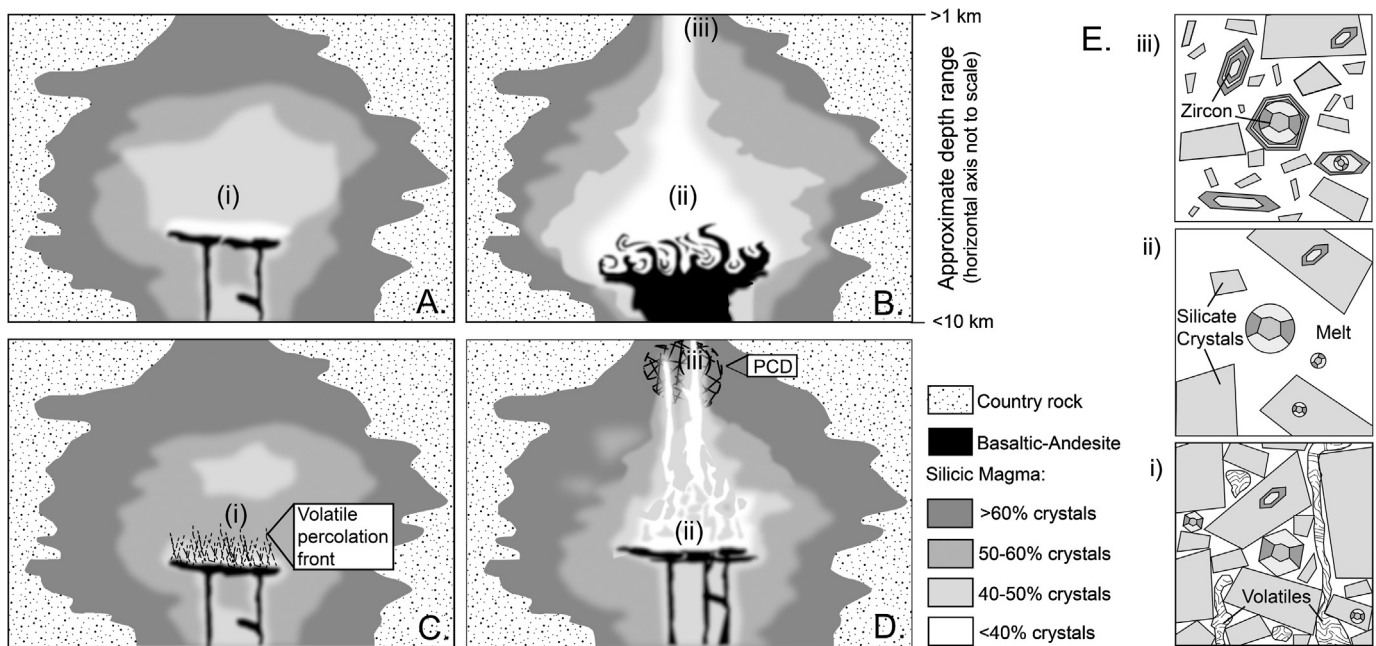 (i)
A.
(iii)
(ii)
B.
>1 km
Approximate depth range
(horizontal axis not to scale)
<10 km
(i)
Volatile
percolation
front
C.
(iii)
PCD
(ii)
D.
Country rock
Basaltic-Andesite
Silicic Magma:
>60% crystals
50-60% crystals
40-50% crystals
<40% crystals
E.
iii)
Zircon
ii)
Silicate
Crystals
Melt
i)
Volatiles